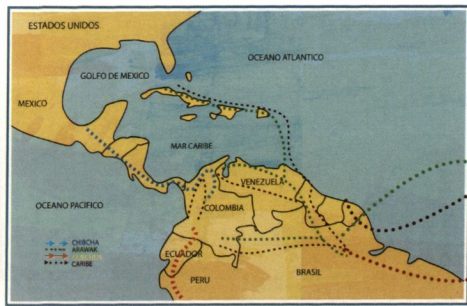 ESTADOS UNIDOS
OCEANO ATLANTICO
GOLFO DE MEXICO
MEXICO
MAR CARIBE
VENEZUELA
OCEANO PACÍFICO
COLOMBIA
CHIBCHA
ARAWAK
CARIBE
ECUADOR
PERU
BRASIL